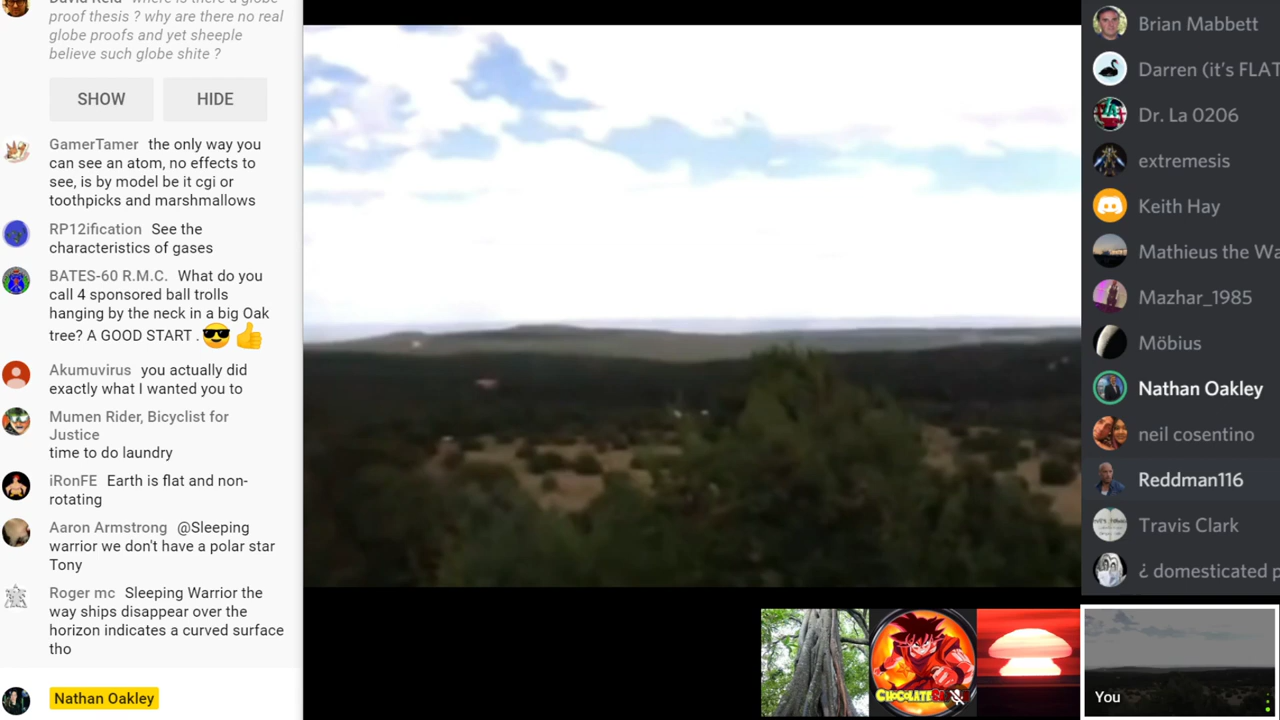 David Reid where is there a globe
proof thesis ? why are there no real
globe proofs and yet sheeple
believe such globe shite ?
SHOW
HIDE
GamerTamer the only way you
can see an atom, no effects to
see, is by model be it cgi or
toothpicks and marshmallows
RP12ification See the
characteristics of gases
BATES-60 R.M.C. What do you
call 4 sponsored ball trolls
hanging by the neck in a big Oak
tree? A GOOD START . 😎👍
Akumuvirus you actually did
exactly what I wanted you to
Mumen Rider, Bicyclist for
Justice
time to do laundry
iRonFE Earth is flat and non-
rotating
Aaron Armstrong @Sleeping
warrior we don't have a polar star
Tony
Roger mc Sleeping Warrior the
way ships disappear over the
horizon indicates a curved surface
tho
Nathan Oakley
Brian Mabbett
Darren (it's FLAT
Dr. La 0206
extremesis
Keith Hay
Mathieus the Wa
Mazhar_1985
Möbius
Nathan Oakley
neil cosentino
Reddman116
Travis Clark
¿ domesticated p
You